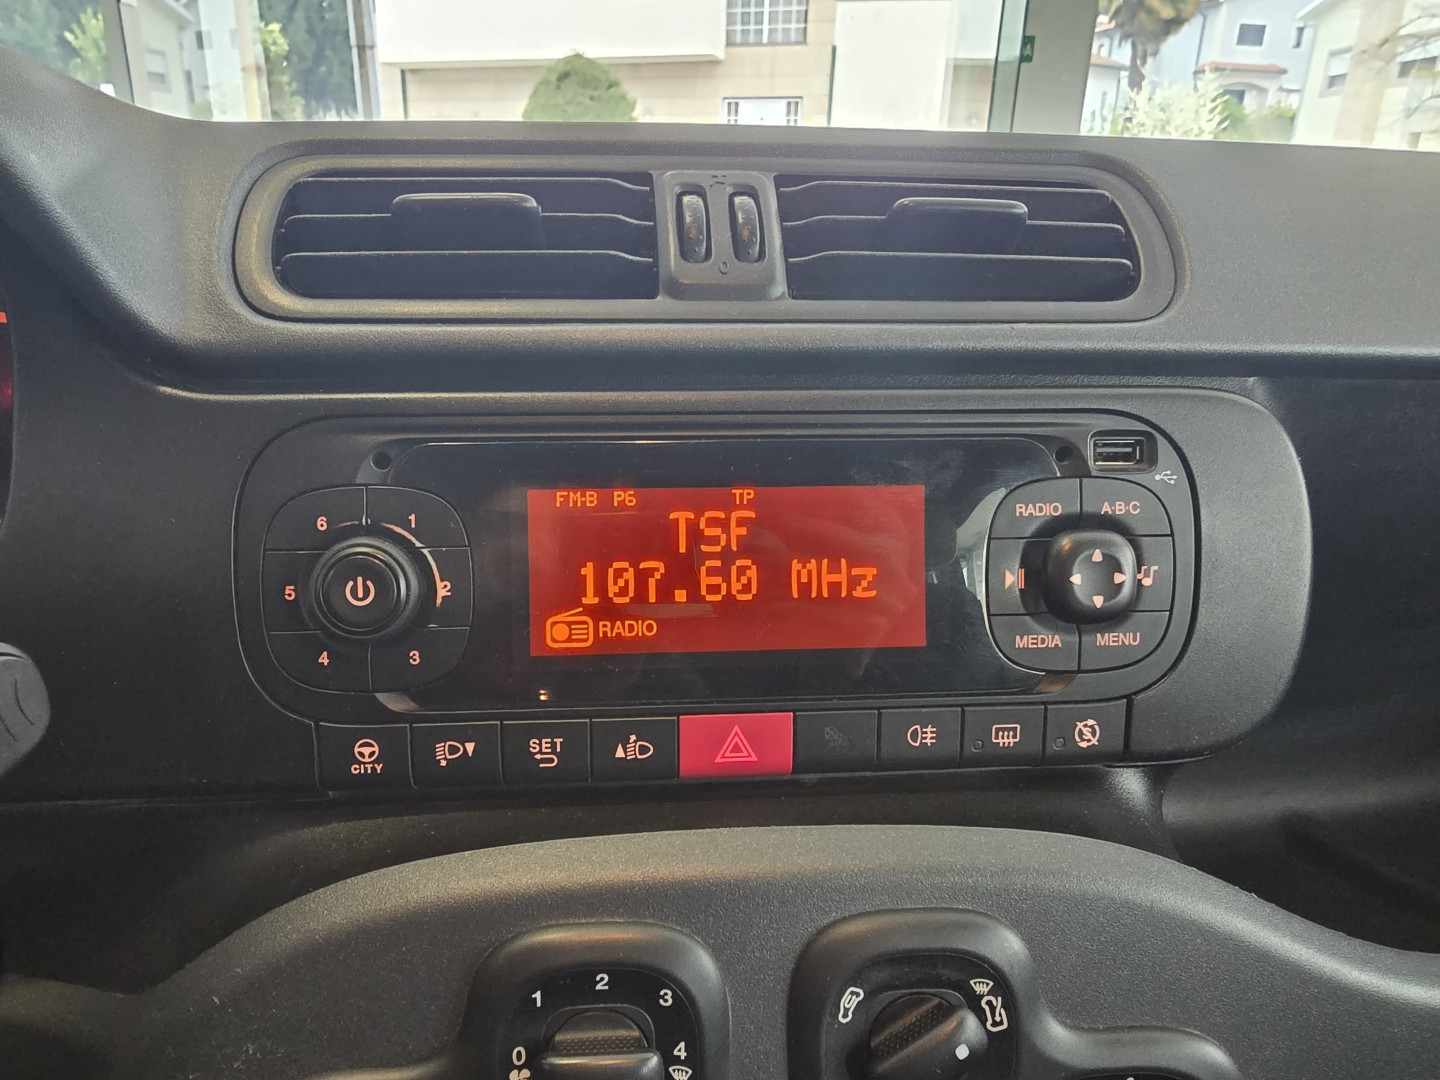 A
FM-B P6 TP
TSF
107.60 MHz
RADIO
6 1
5 2
4 3
RADIO A·B·C
MEDIA MENU
CITY
SET
0 1 2 3 4
0